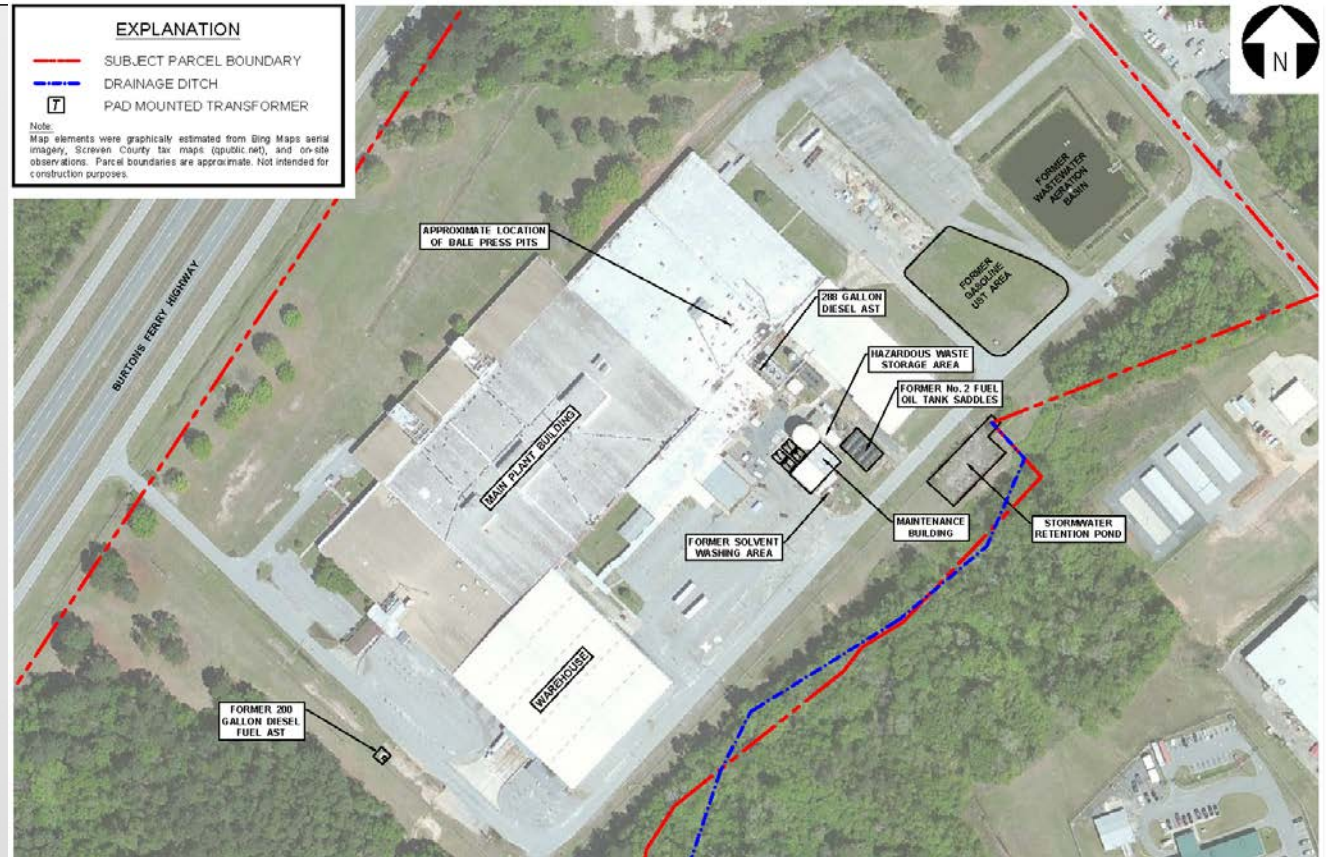 EXPLANATION
SUBJECT PARCEL BOUNDARY
DRAINAGE DITCH
T PAD MOUNTED TRANSFORMER
Note:
Map elements were graphically estimated from Bing Maps aerial
imagery, Screven County tax maps (qpublic.net), and on-site
observations. Parcel boundaries are approximate. Not intended for
construction purposes.
N
BURTONS FERRY HIGHWAY
APPROXIMATE LOCATION
OF BALE PRESS PITS
FORMER
WASTEWATER
AERATION
BASIN
FORMER
GASOLINE
UST AREA
288 GALLON
DIESEL AST
HAZARDOUS WASTE
STORAGE AREA
FORMER No. 2 FUEL
OIL TANK SADDLES
MAIN PLANT BUILDING
MAINTENANCE
BUILDING
STORMWATER
RETENTION POND
FORMER SOLVENT
WASHING AREA
WAREHOUSE
FORMER 200
GALLON DIESEL
FUEL AST